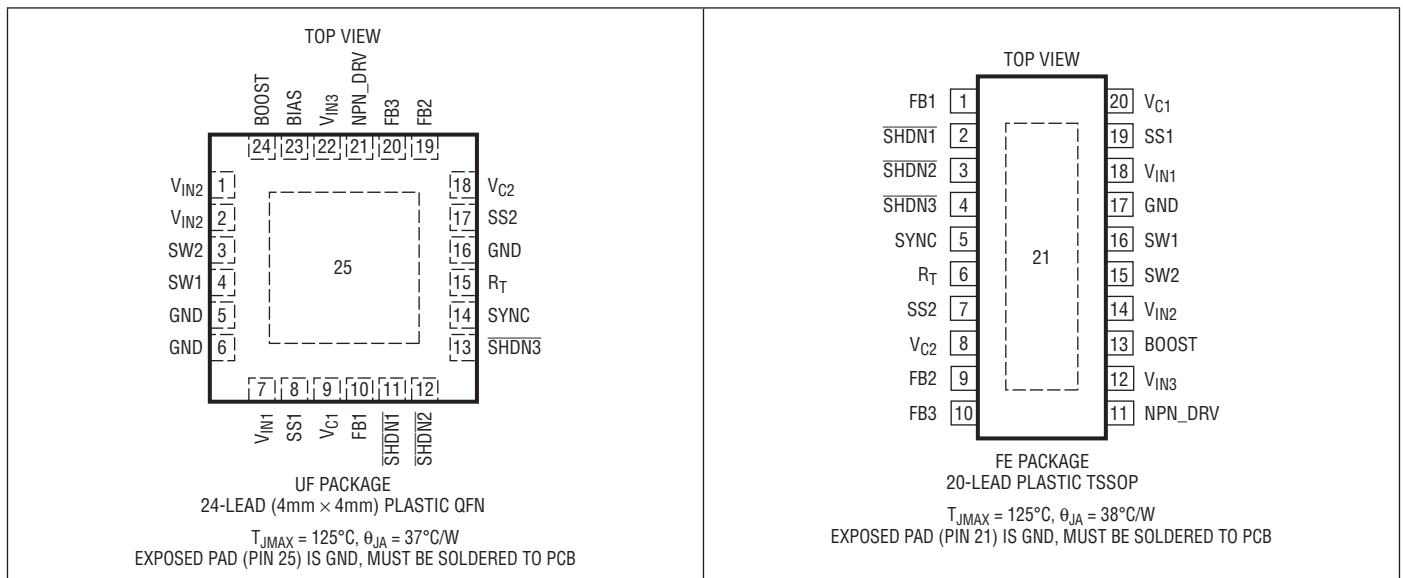 TOP VIEW
BOOST
BIAS
VIN3
NPN_DRV
FB3
FB2
24 23 22 21 20 19
VIN2 1
VIN2 2
SW2 3
SW1 4
GND 5
GND 6
25
18 VC2
17 SS2
16 GND
15 RT
14 SYNC
13 SHDN3
7 8 9 10 11 12
VIN1
SS1
VC1
FB1
SHDN1
SHDN2
UF PACKAGE
24-LEAD (4mm × 4mm) PLASTIC QFN
TJMAX = 125°C, θJA = 37°C/W
EXPOSED PAD (PIN 25) IS GND, MUST BE SOLDERED TO PCB
TOP VIEW
FB1 1
SHDN1 2
SHDN2 3
SHDN3 4
SYNC 5
RT 6
SS2 7
VC2 8
FB2 9
FB3 10
21
20 VC1
19 SS1
18 VIN1
17 GND
16 SW1
15 SW2
14 VIN2
13 BOOST
12 VIN3
11 NPN_DRV
FE PACKAGE
20-LEAD PLASTIC TSSOP
TJMAX = 125°C, θJA = 38°C/W
EXPOSED PAD (PIN 21) IS GND, MUST BE SOLDERED TO PCB